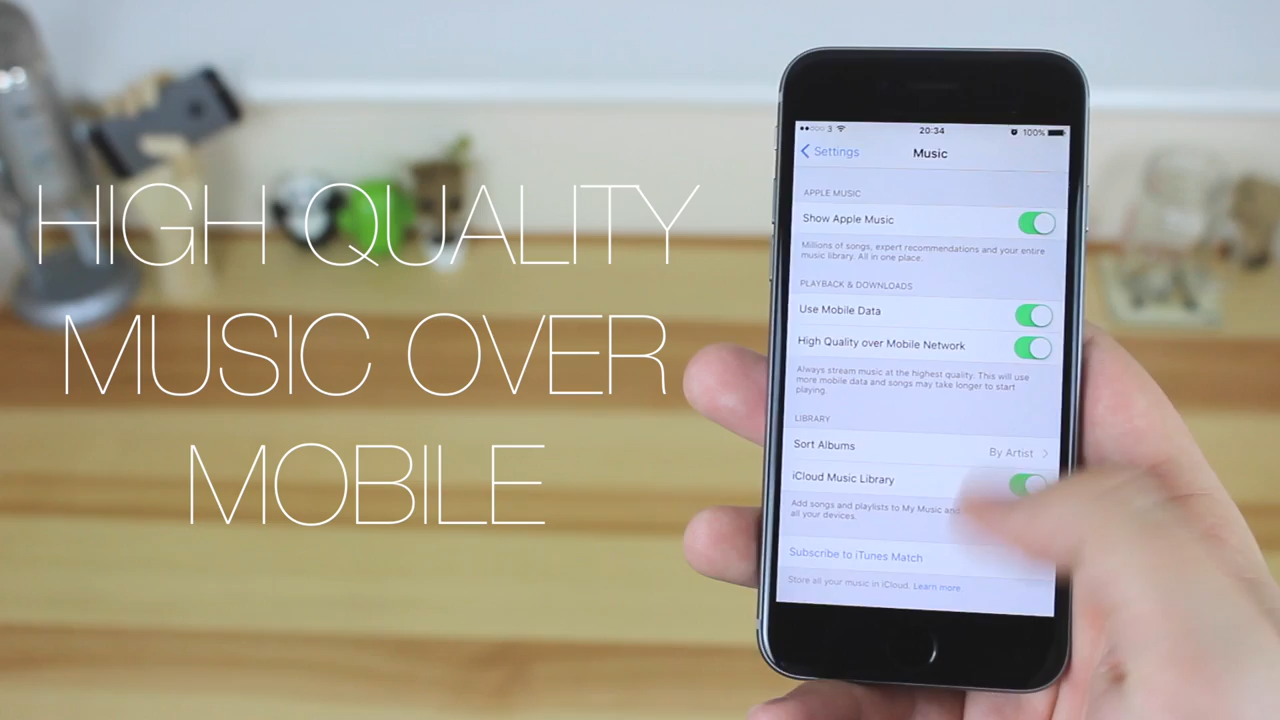 HIGH QUALITY
MUSIC OVER
MOBILE
3 20:34 100%
Settings Music
APPLE MUSIC
Show Apple Music
Millions of songs, expert recommendations and your entire
music library. All in one place.
PLAYBACK & DOWNLOADS
Use Mobile Data
High Quality over Mobile Network
Always stream music at the highest quality. This will use
more mobile data and songs may take longer to start
playing.
LIBRARY
Sort Albums By Artist
iCloud Music Library
Add songs and playlists to My Music and
all your devices.
Subscribe to iTunes Match
Store all your music in iCloud. Learn more.